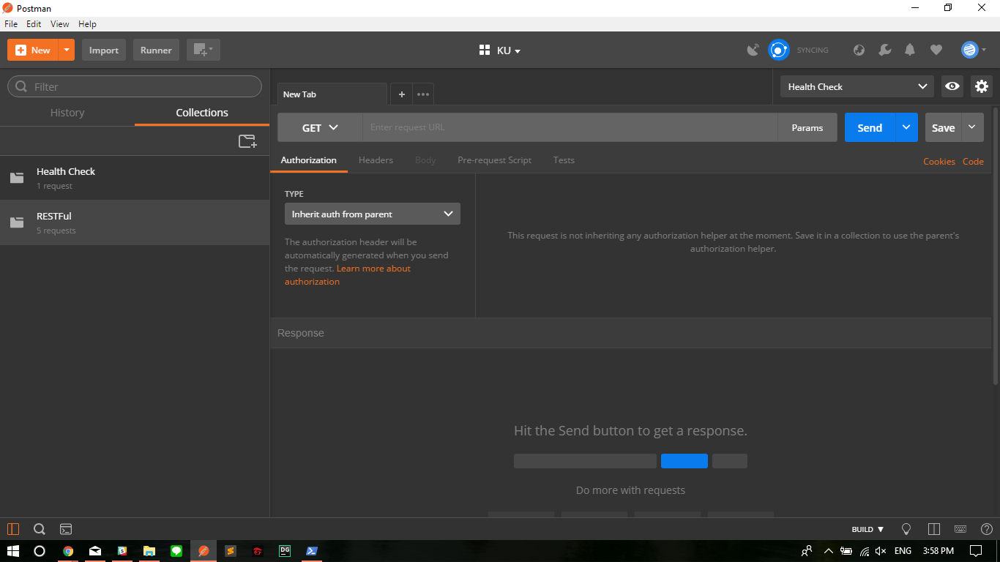 Postman
File Edit View Help
New Import Runner KU SYNCING
Filter
History Collections
Health Check
1 request
RESTFul
5 requests
New Tab + Health Check
GET Enter request URL Params Send Save
Authorization Headers Body Pre-request Script Tests Cookies Code
TYPE
Inherit auth from parent
The authorization header will be
automatically generated when you send
the request. Learn more about
authorization
This request is not inheriting any authorization helper at the moment. Save it in a collection to use the parent's
authorization helper.
Response
Hit the Send button to get a response.
Do more with requests
BUILD
DG ENG 3:58 PM